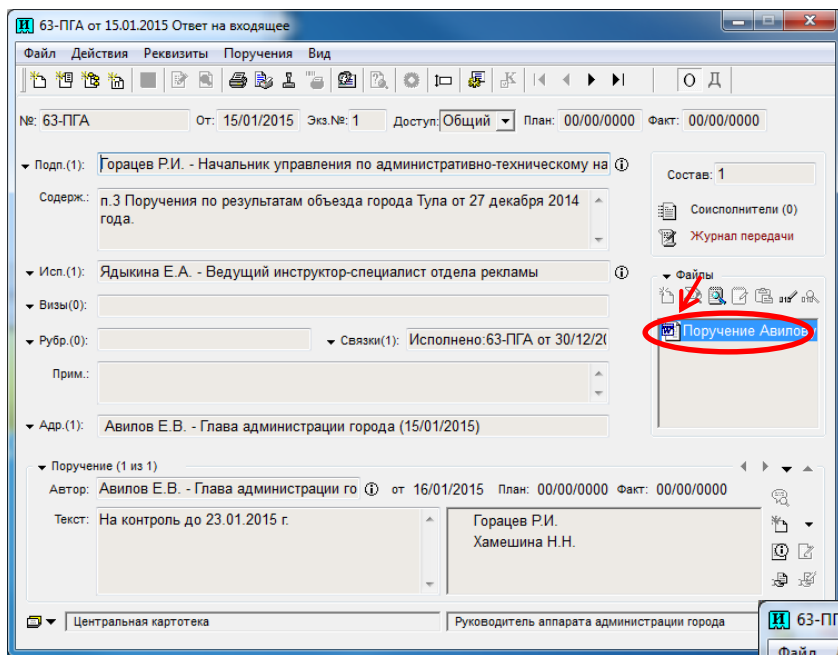 63-ПГА от 15.01.2015 Ответ на входящее
Файл Действия Реквизиты Поручения Вид
О Д
№: 63-ПГА От: 15/01/2015 Экз.№: 1 Доступ: Общий План: 00/00/0000 Факт: 00/00/0000
Подп.(1): Горацев Р.И. - Начальник управления по административно-техническому на
Состав: 1
Содерж.: п.3 Поручения по результатам объезда города Тула от 27 декабря 2014
года.
Соисполнители (0)
Журнал передачи
Исп.(1): Ядыкина Е.А. - Ведущий инструктор-специалист отдела рекламы
Файлы
Визы(0):
Поручение Авилову
Рубр.(0): Связки(1): Исполнено:63-ПГА от 30/12/20
Прим.:
Адр.(1): Авилов Е.В. - Глава администрации города (15/01/2015)
Поручение (1 из 1)
Автор: Авилов Е.В. - Глава администрации го от 16/01/2015 План: 00/00/0000 Факт: 00/00/0000
Текст: На контроль до 23.01.2015 г.
Горацев Р.И.
Хамешина Н.Н.
Центральная картотека
Руководитель аппарата администрации города
63-ПГ
Файл